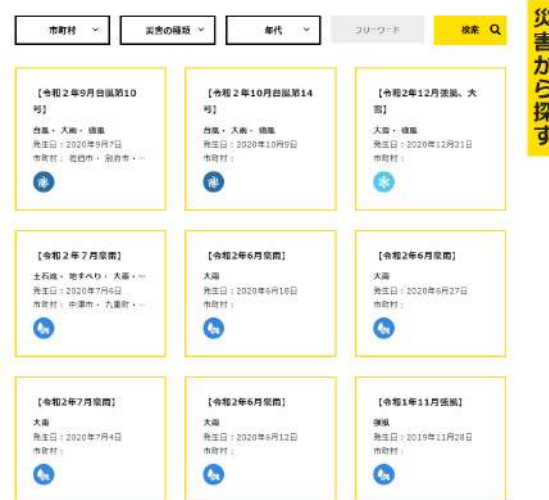 市町村
災害の種類
年代
フリーワード
検索
災害から探す
【令和２年9月台風第10
号】
台風・ 大雨・ 強風
発生日：2020年9月7日
市町村： 佐伯市・ 別府市・…
【令和２年10月台風第14
号】
台風・ 大雨・ 強風
発生日：2020年10月9日
市町村：
【令和2年12月強風、大
雪】
大雪・ 強風
発生日：2020年12月31日
市町村：
【令和２年７月豪雨】
土石流・ 地すべり・ 大雨・…
発生日：2020年7月6日
市町村： 中津市・ 九重町・…
【令和2年6月豪雨】
大雨
発生日：2020年6月18日
市町村：
【令和2年6月豪雨】
大雨
発生日：2020年6月27日
市町村：
【令和2年7月豪雨】
大雨
発生日：2020年7月4日
市町村：
【令和2年6月豪雨】
大雨
発生日：2020年6月12日
市町村：
【令和1年11月強風】
強風
発生日：2019年11月28日
市町村：